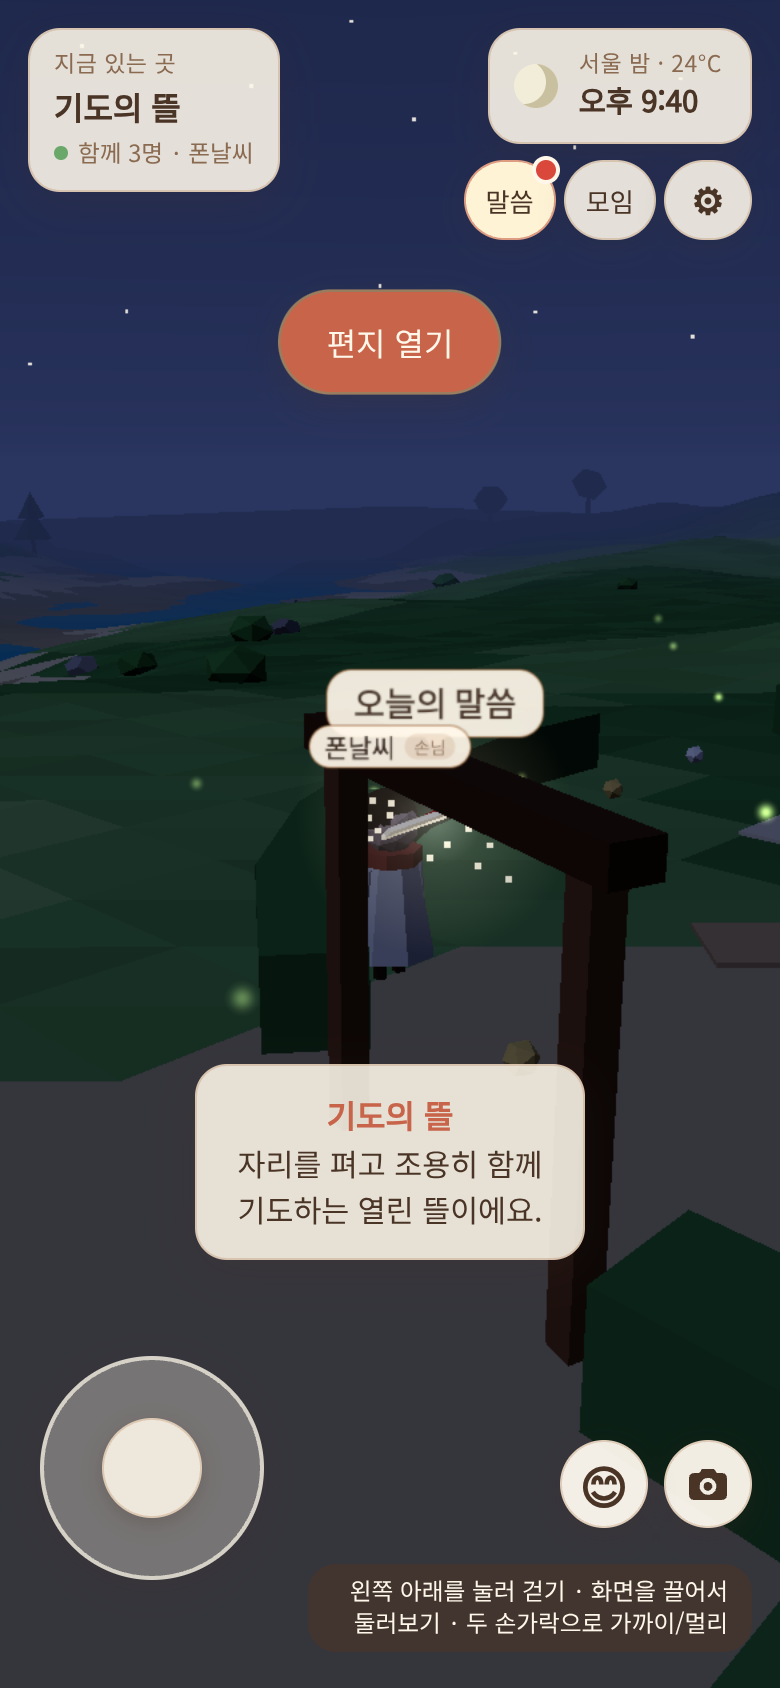 지금 있는 곳
기도의 뜰
함께 3명 · 폰날씨
서울 밤 · 24°C
오후 9:40
말씀
모임
편지 열기
오늘의 말씀
폰날씨 손님
기도의 뜰
자리를 펴고 조용히 함께
기도하는 열린 뜰이에요.
왼쪽 아래를 눌러 걷기 · 화면을 끌어서
둘러보기 · 두 손가락으로 가까이/멀리